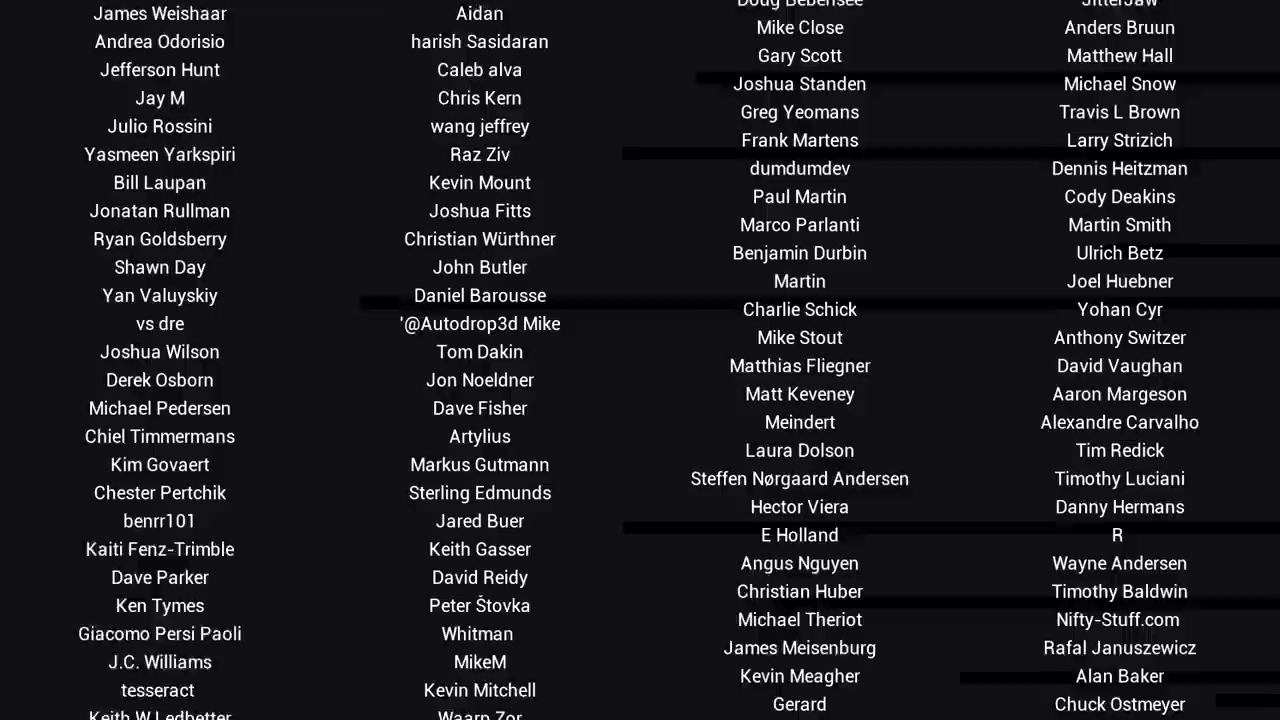 James Weishaar
Andrea Odorisio
Jefferson Hunt
Jay M
Julio Rossini
Yasmeen Yarkspiri
Bill Laupan
Jonatan Rullman
Ryan Goldsberry
Shawn Day
Yan Valuyskiy
vs dre
Joshua Wilson
Derek Osborn
Michael Pedersen
Chiel Timmermans
Kim Govaert
Chester Pertchik
benrr101
Kaiti Fenz-Trimble
Dave Parker
Ken Tymes
Giacomo Persi Paoli
J.C. Williams
tesseract
Keith W Ledbetter
Aidan
harish Sasidaran
Caleb alva
Chris Kern
wang jeffrey
Raz Ziv
Kevin Mount
Joshua Fitts
Christian Würthner
John Butler
Daniel Barousse
'@Autodrop3d Mike
Tom Dakin
Jon Noeldner
Dave Fisher
Artylius
Markus Gutmann
Sterling Edmunds
Jared Buer
Keith Gasser
David Reidy
Peter Štovka
Whitman
MikeM
Kevin Mitchell
Waarp Zor
Doug Bebensee
Mike Close
Gary Scott
Joshua Standen
Greg Yeomans
Frank Martens
dumdumdev
Paul Martin
Marco Parlanti
Benjamin Durbin
Martin
Charlie Schick
Mike Stout
Matthias Fliegner
Matt Keveney
Meindert
Laura Dolson
Steffen Nørgaard Andersen
Hector Viera
E Holland
Angus Nguyen
Christian Huber
Michael Theriot
James Meisenburg
Kevin Meagher
Gerard
JitterJaw
Anders Bruun
Matthew Hall
Michael Snow
Travis L Brown
Larry Strizich
Dennis Heitzman
Cody Deakins
Martin Smith
Ulrich Betz
Joel Huebner
Yohan Cyr
Anthony Switzer
David Vaughan
Aaron Margeson
Alexandre Carvalho
Tim Redick
Timothy Luciani
Danny Hermans
R
Wayne Andersen
Timothy Baldwin
Nifty-Stuff.com
Rafal Januszewicz
Alan Baker
Chuck Ostmeyer